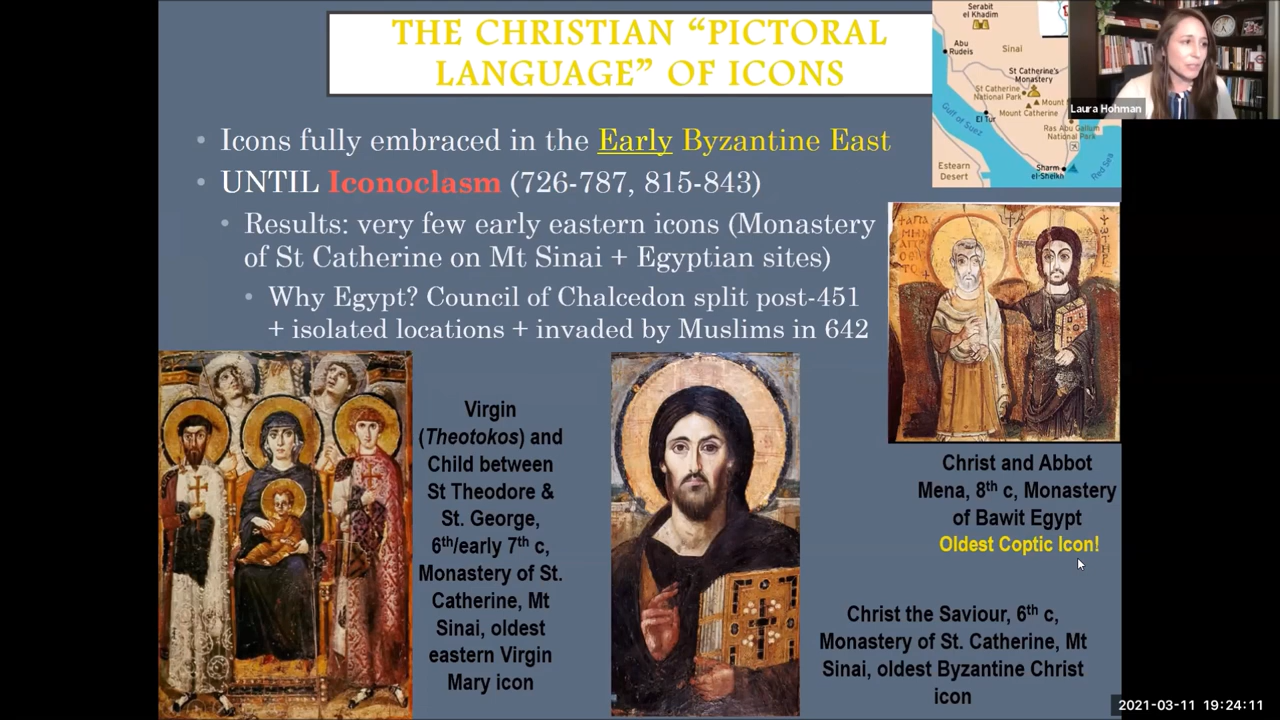 THE CHRISTIAN “PICTORAL
LANGUAGE” OF ICONS
Icons fully embraced in the Early Byzantine East
UNTIL Iconoclasm (726-787, 815-843)
Results: very few early eastern icons (Monastery
of St Catherine on Mt Sinai + Egyptian sites)
Why Egypt? Council of Chalcedon split post-451
+ isolated locations + invaded by Muslims in 642
Virgin
(Theotokos) and
Child between
St Theodore &
St. George,
6th/early 7th c,
Monastery of St.
Catherine, Mt
Sinai, oldest
eastern Virgin
Mary icon
Christ and Abbot
Mena, 8th c, Monastery
of Bawit Egypt
Oldest Coptic Icon!
Christ the Saviour, 6th c,
Monastery of St. Catherine, Mt
Sinai, oldest Byzantine Christ
icon
Serabit
el Khadim
Abu
Rudeis
Sinai
St Catherine's
Monastery
St Catherine
National Park
Mount
Mount Catherine
El Tur
Gulf of Suez
Ras Abu Gallum
National Park
Estearn
Desert
Sharm
el-Sheikh
Red Sea
Laura Hohman
2021-03-11 19:24:11